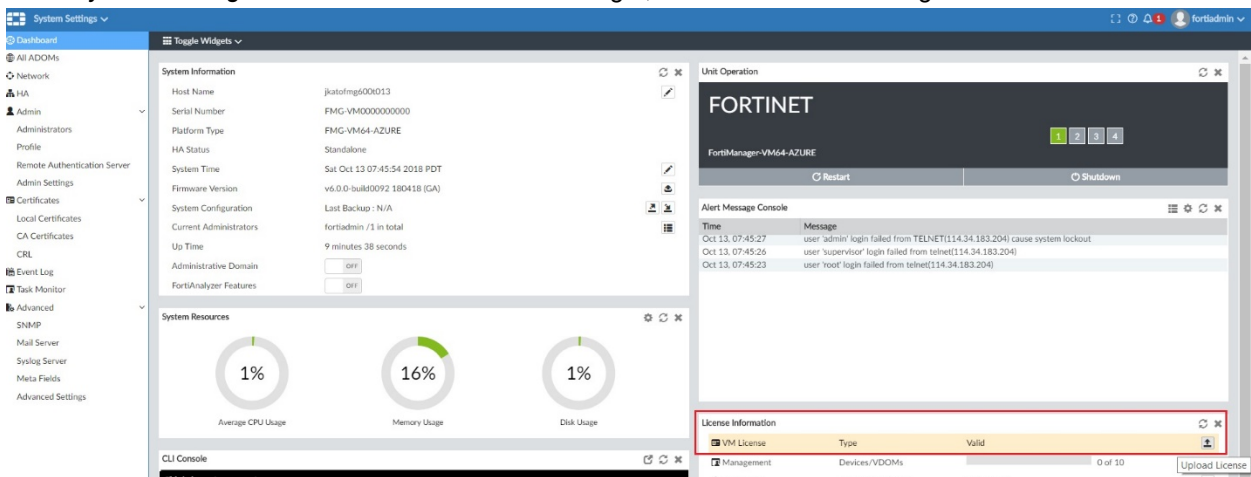 System Settings
1
fortiadmin
Dashboard
All ADOMs
Network
HA
Admin
Administrators
Profile
Remote Authentication Server
Admin Settings
Certificates
Local Certificates
CA Certificates
CRL
Event Log
Task Monitor
Advanced
SNMP
Mail Server
Syslog Server
Meta Fields
Advanced Settings
Toggle Widgets
System Information
Host Name jkatofmg600t013
Serial Number FMG-VM0000000000
Platform Type FMG-VM64-AZURE
HA Status Standalone
System Time Sat Oct 13 07:45:54 2018 PDT
Firmware Version v6.0.0-build0092 180418 (GA)
System Configuration Last Backup : N/A
Current Administrators fortiadmin /1 in total
Up Time 9 minutes 38 seconds
Administrative Domain OFF
FortiAnalyzer Features OFF
System Resources
1% 16% 1%
Average CPU Usage Memory Usage Disk Usage
CLI Console
Unit Operation
FORTINET
1 2 3 4
FortiManager-VM64-AZURE
Restart Shutdown
Alert Message Console
Time Message
Oct 13, 07:45:27 user 'admin' login failed from TELNET(114.34.183.204) cause system lockout
Oct 13, 07:45:26 user 'supervisor' login failed from telnet(114.34.183.204)
Oct 13, 07:45:23 user 'root' login failed from telnet(114.34.183.204)
License Information
VM License Type Valid
Management Devices/VDOMs 0 of 10
Upload License